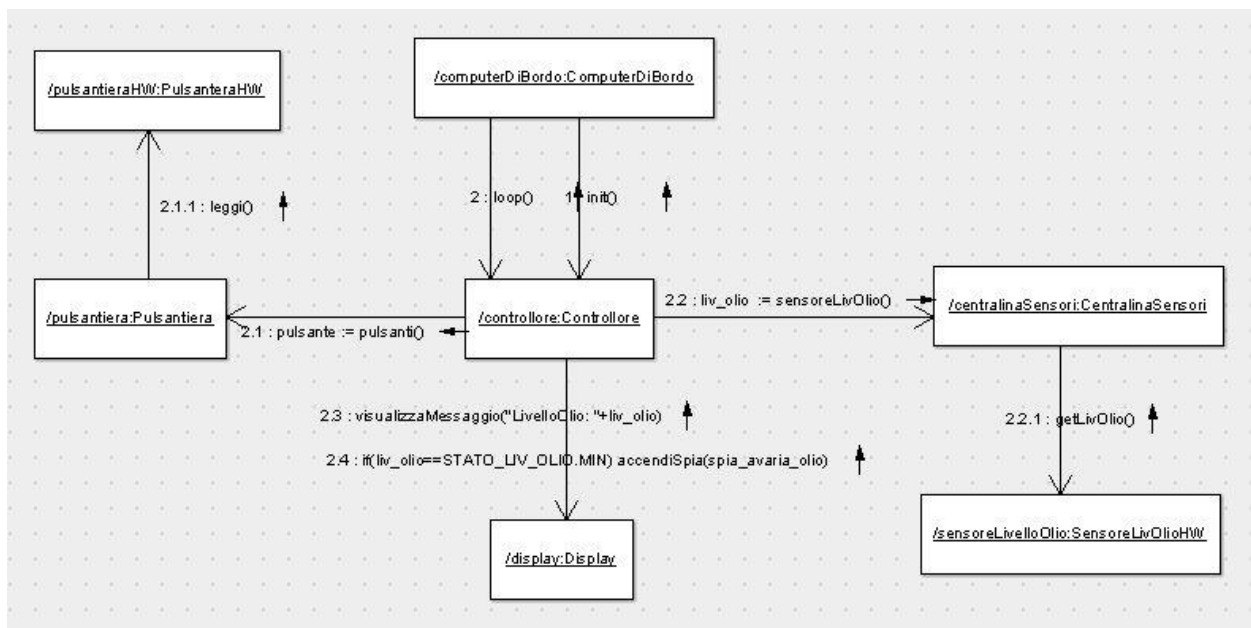 /computerDiBordo:ComputerDiBordo
/pulsantieraHW:PulsanteraHW
2.1.1 : leggi()
2 : loop()
1 : init()
/pulsantiera:Pulsantiera
/controllore:Controllore
2.2 : liv_olio := sensoreLivOlio()
/centralinaSensori:CentralinaSensori
2.1 : pulsante := pulsanti()
2.3 : visualizzaMessaggio("LivelloOlio: "+liv_olio)
2.2.1 : getLivOlio()
2.4 : if(liv_olio==STATO_LIV_OLIO.MIN) accendiSpia(spia_avaria_olio)
/display:Display
/sensoreLivelloOlio:SensoreLivOlioHW